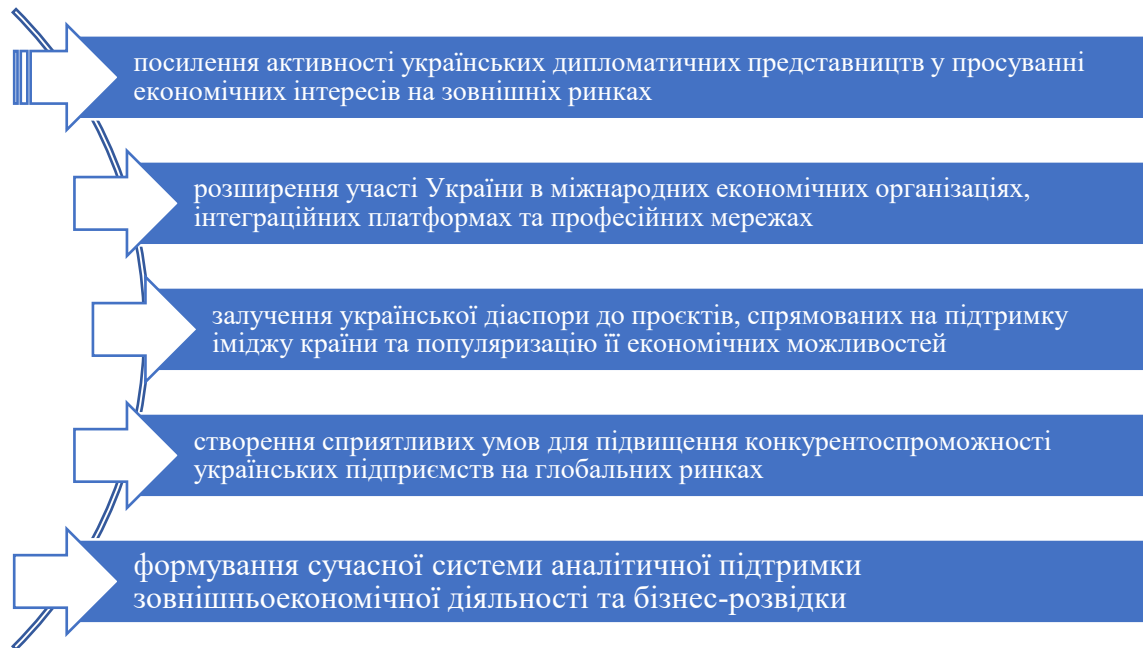 посилення активності українських дипломатичних представництв у просуванні
економічних інтересів на зовнішніх ринках
розширення участі України в міжнародних економічних організаціях,
інтеграційних платформах та професійних мережах
залучення української діаспори до проєктів, спрямованих на підтримку
іміджу країни та популяризацію її економічних можливостей
створення сприятливих умов для підвищення конкурентоспроможності
українських підприємств на глобальних ринках
формування сучасної системи аналітичної підтримки
зовнішньоекономічної діяльності та бізнес-розвідки